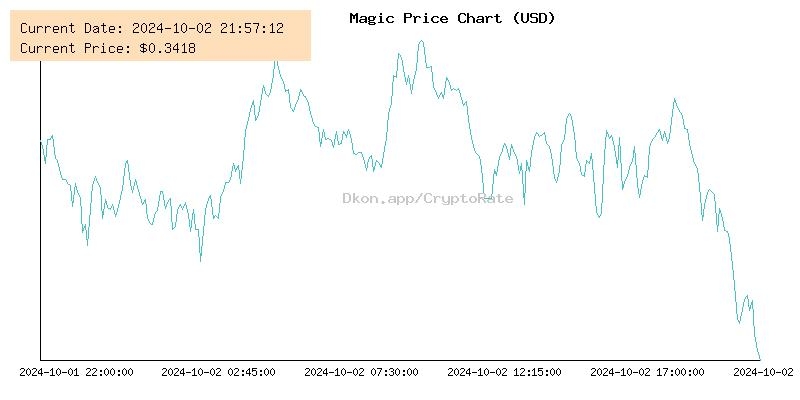 Magic Price Chart (USD)
Current Date: 2024-10-02 21:57:12
Current Price: $0.3418
Dkon.app/CryptoRate
2024-10-01 22:00:00 2024-10-02 02:45:00 2024-10-02 07:30:00 2024-10-02 12:15:00 2024-10-02 17:00:00 2024-10-02